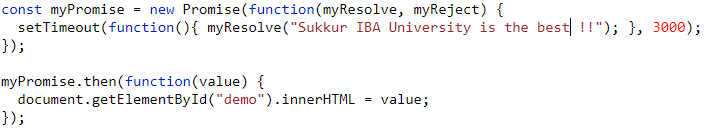 const myPromise = new Promise(function(myResolve, myReject) {
  setTimeout(function(){ myResolve("Sukkur IBA University is the best !!"); }, 3000);
});

myPromise.then(function(value) {
  document.getElementById("demo").innerHTML = value;
});